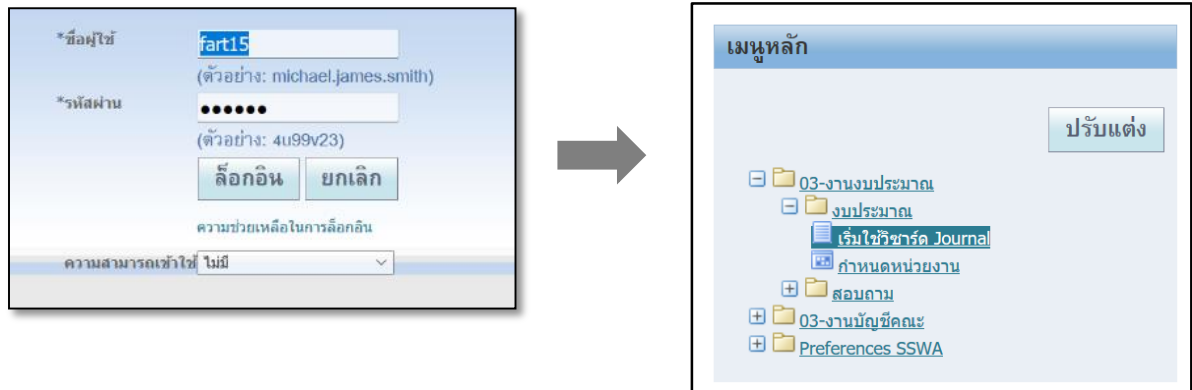 *ชื่อผู้ใช้
fart15
(ตัวอย่าง: michael.james.smith)
*รหัสผ่าน
••••••
(ตัวอย่าง: 4u99v23)
ล็อกอิน ยกเลิก
ความช่วยเหลือในการล็อกอิน
ความสามารถเข้าใช้ ไม่มี
เมนูหลัก
ปรับแต่ง
03-งานงบประมาณ
งบประมาณ
เริ่มใช้วิซาร์ด Journal
กำหนดหน่วยงาน
สอบถาม
03-งานบัญชีคณะ
Preferences SSWA